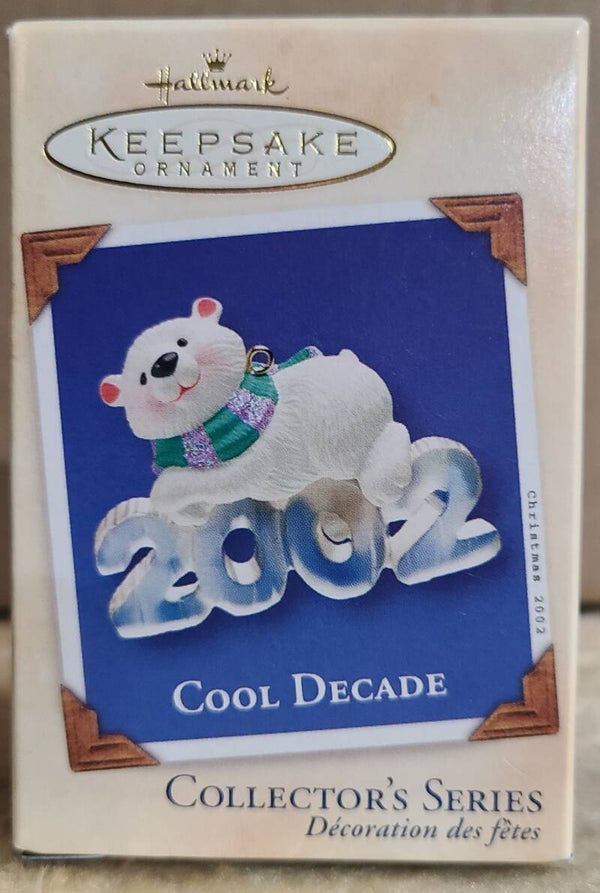 Hallmark
KEEPSAKE
ORNAMENT
2002
Christmas 2002
COOL DECADE
COLLECTOR'S SERIES
Décoration des fêtes